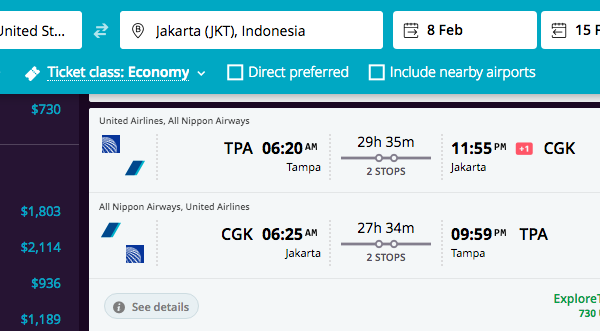 United St...
B
Jakarta (JKT), Indonesia
8 Feb
15 F
Ticket class: Economy
Direct preferred
Include nearby airports
$730
$1,803
$2,114
$936
$1,189
United Airlines, All Nippon Airways
TPA 06:20 AM
Tampa
29h 35m
2 STOPS
11:55 PM +1 CGK
Jakarta
All Nippon Airways, United Airlines
CGK 06:25 AM
Jakarta
27h 34m
2 STOPS
09:59 PM TPA
Tampa
See details
ExploreT
730